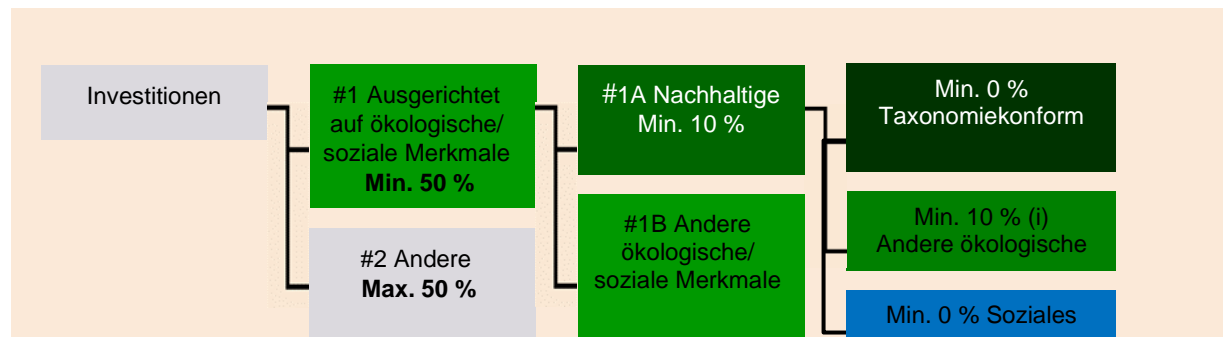 Investitionen
#1 Ausgerichtet
auf ökologische/
soziale Merkmale
Min. 50 %
#2 Andere
Max. 50 %
#1A Nachhaltige
Min. 10 %
#1B Andere
ökologische/
soziale Merkmale
Min. 0 %
Taxonomiekonform
Min. 10 % (i)
Andere ökologische
Min. 0 % Soziales